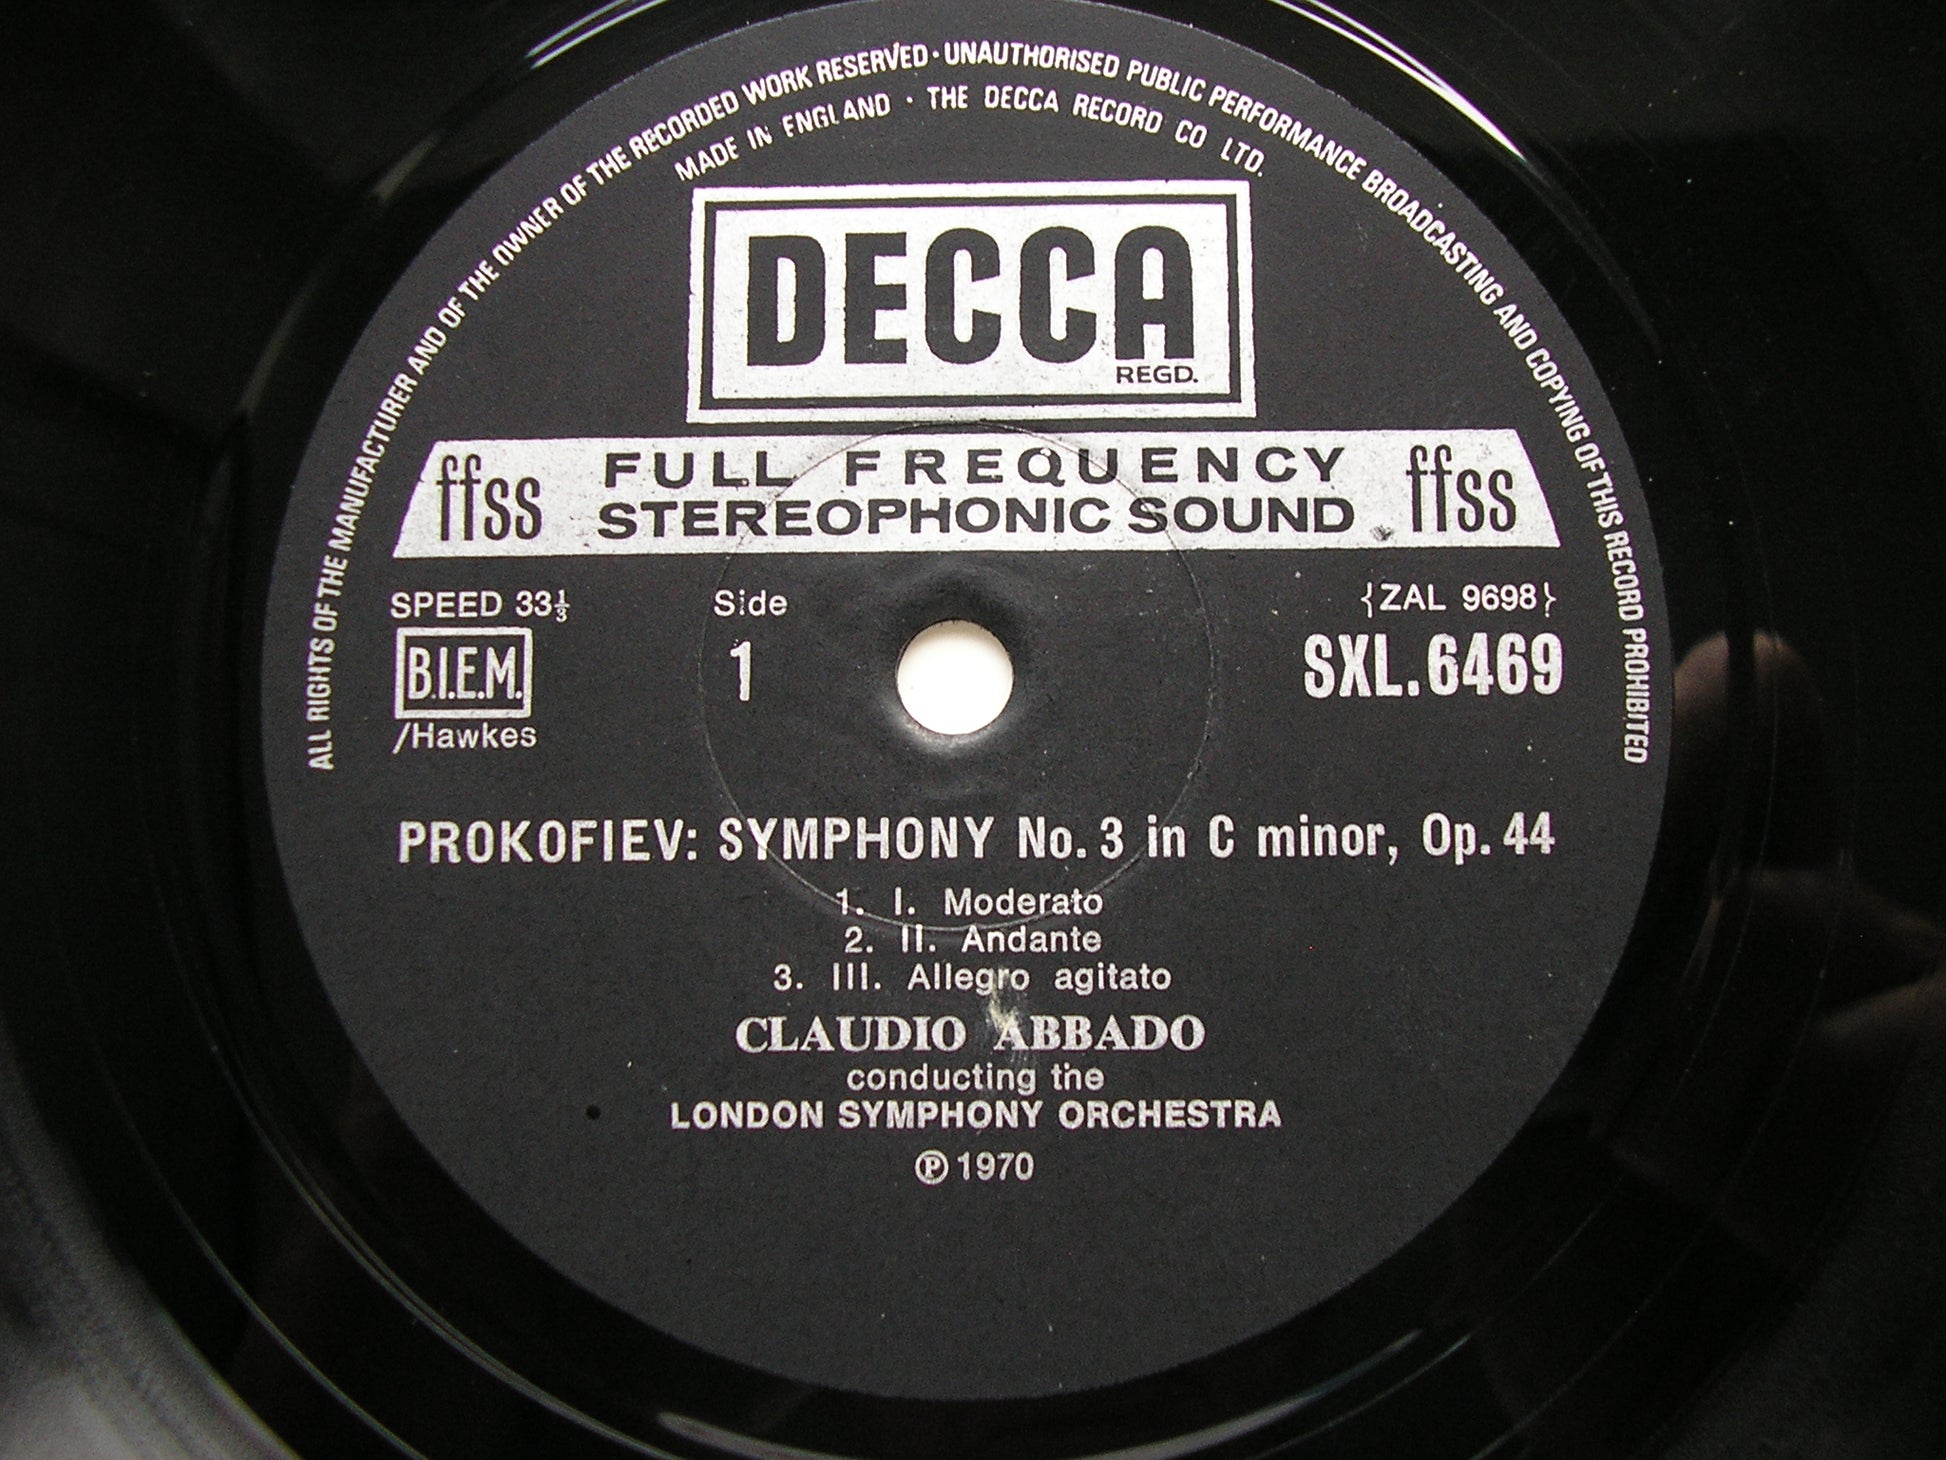 ALL RIGHTS OF THE MANUFACTURER AND OF THE OWNER OF THE RECORDED WORK RESERVED · UNAUTHORISED PUBLIC PERFORMANCE BROADCASTING AND COPYING OF THIS RECORD PROHIBITED
MADE IN ENGLAND · THE DECCA RECORD CO LTD.
DECCA
REGD.
ffss FULL FREQUENCY STEREOPHONIC SOUND ffss
SPEED 33⅓ Side {ZAL 9698}
B.I.E.M. 1 SXL.6469
/Hawkes
PROKOFIEV: SYMPHONY No. 3 in C minor, Op. 44
1. I. Moderato
2. II. Andante
3. III. Allegro agitato
CLAUDIO ABBADO
conducting the
LONDON SYMPHONY ORCHESTRA
Ⓟ 1970